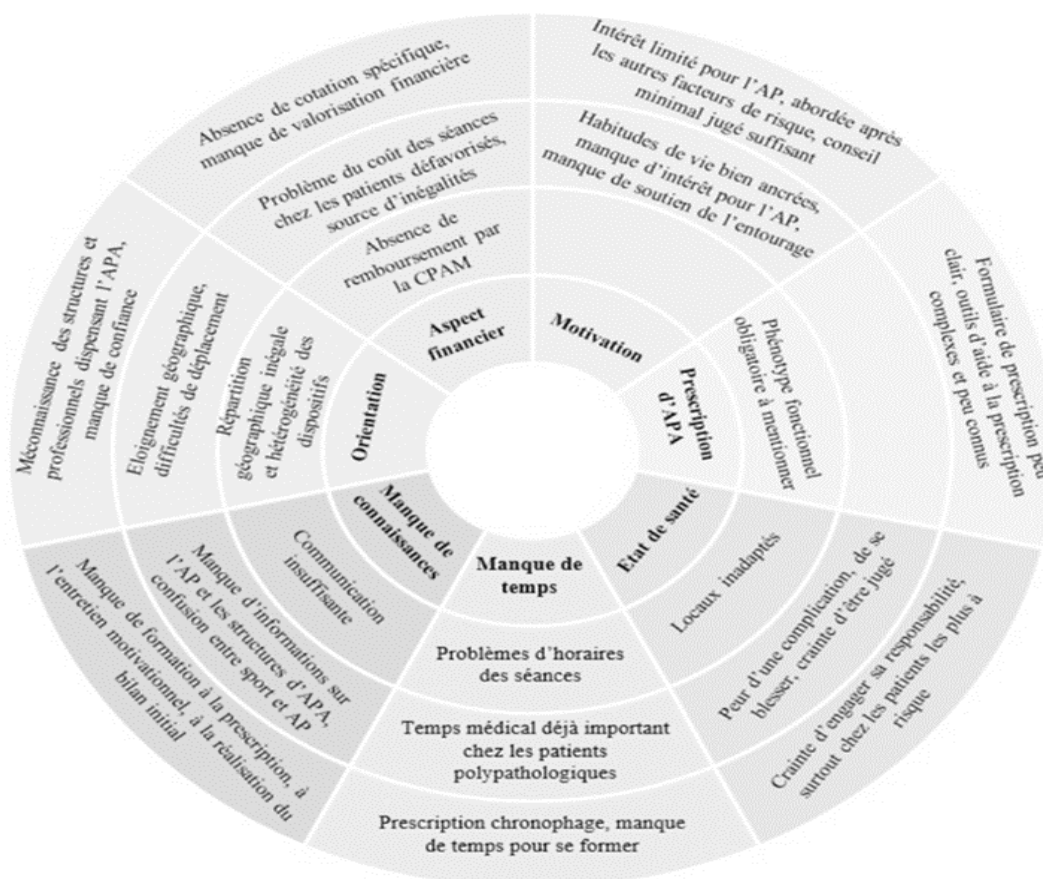 Absence de cotation spécifique,
manque de valorisation financière
Problème du coût des séances
chez les patients défavorisés,
source d’inégalités
Absence de
remboursement par
la CPAM
Aspect
financier
Intérêt limité pour l’AP, abordée après
les autres facteurs de risque, conseil
minimal jugé suffisant
Habitudes de vie bien ancrées,
manque d’intérêt pour l’AP,
manque de soutien de l’entourage
Motivation
Formulaire de prescription peu
clair, outils d’aide à la prescription
complexes et peu connus
Phénotype fonctionnel
obligatoire à mentionner
Prescription
d’APA
Crainte d’engager sa responsabilité,
surtout chez les patients les plus à
risque
Peur d’une complication, de se
blesser, crainte d’être jugé
Locaux inadaptés
Etat de santé
Manque de
temps
Problèmes d’horaires
des séances
Temps médical déjà important
chez les patients
polypathologiques
Prescription chronophage, manque
de temps pour se former
Manque de
connaissances
Communication
insuffisante
Manque d’informations sur
l’AP et les structures d’APA,
confusion entre sport et AP
Manque de formation à la prescription, à
l’entretien motivationnel, à la réalisation du
bilan initial
Méconnaissance des structures et
professionnels dispensant l’APA,
manque de confiance
Eloignement géographique,
difficultés de déplacement
Répartition
géographique inégale
et hétérogénéité des
dispositifs
Orientation